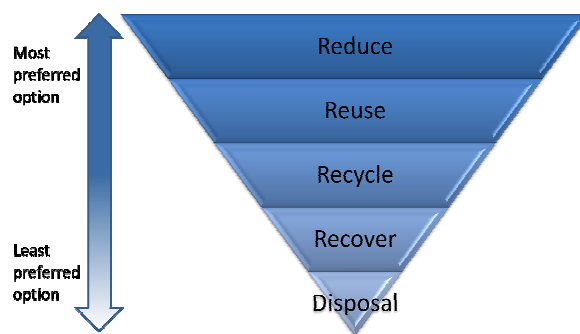 Most
preferred
option
Reduce
Reuse
Recycle
Recover
Disposal
Least
preferred
option